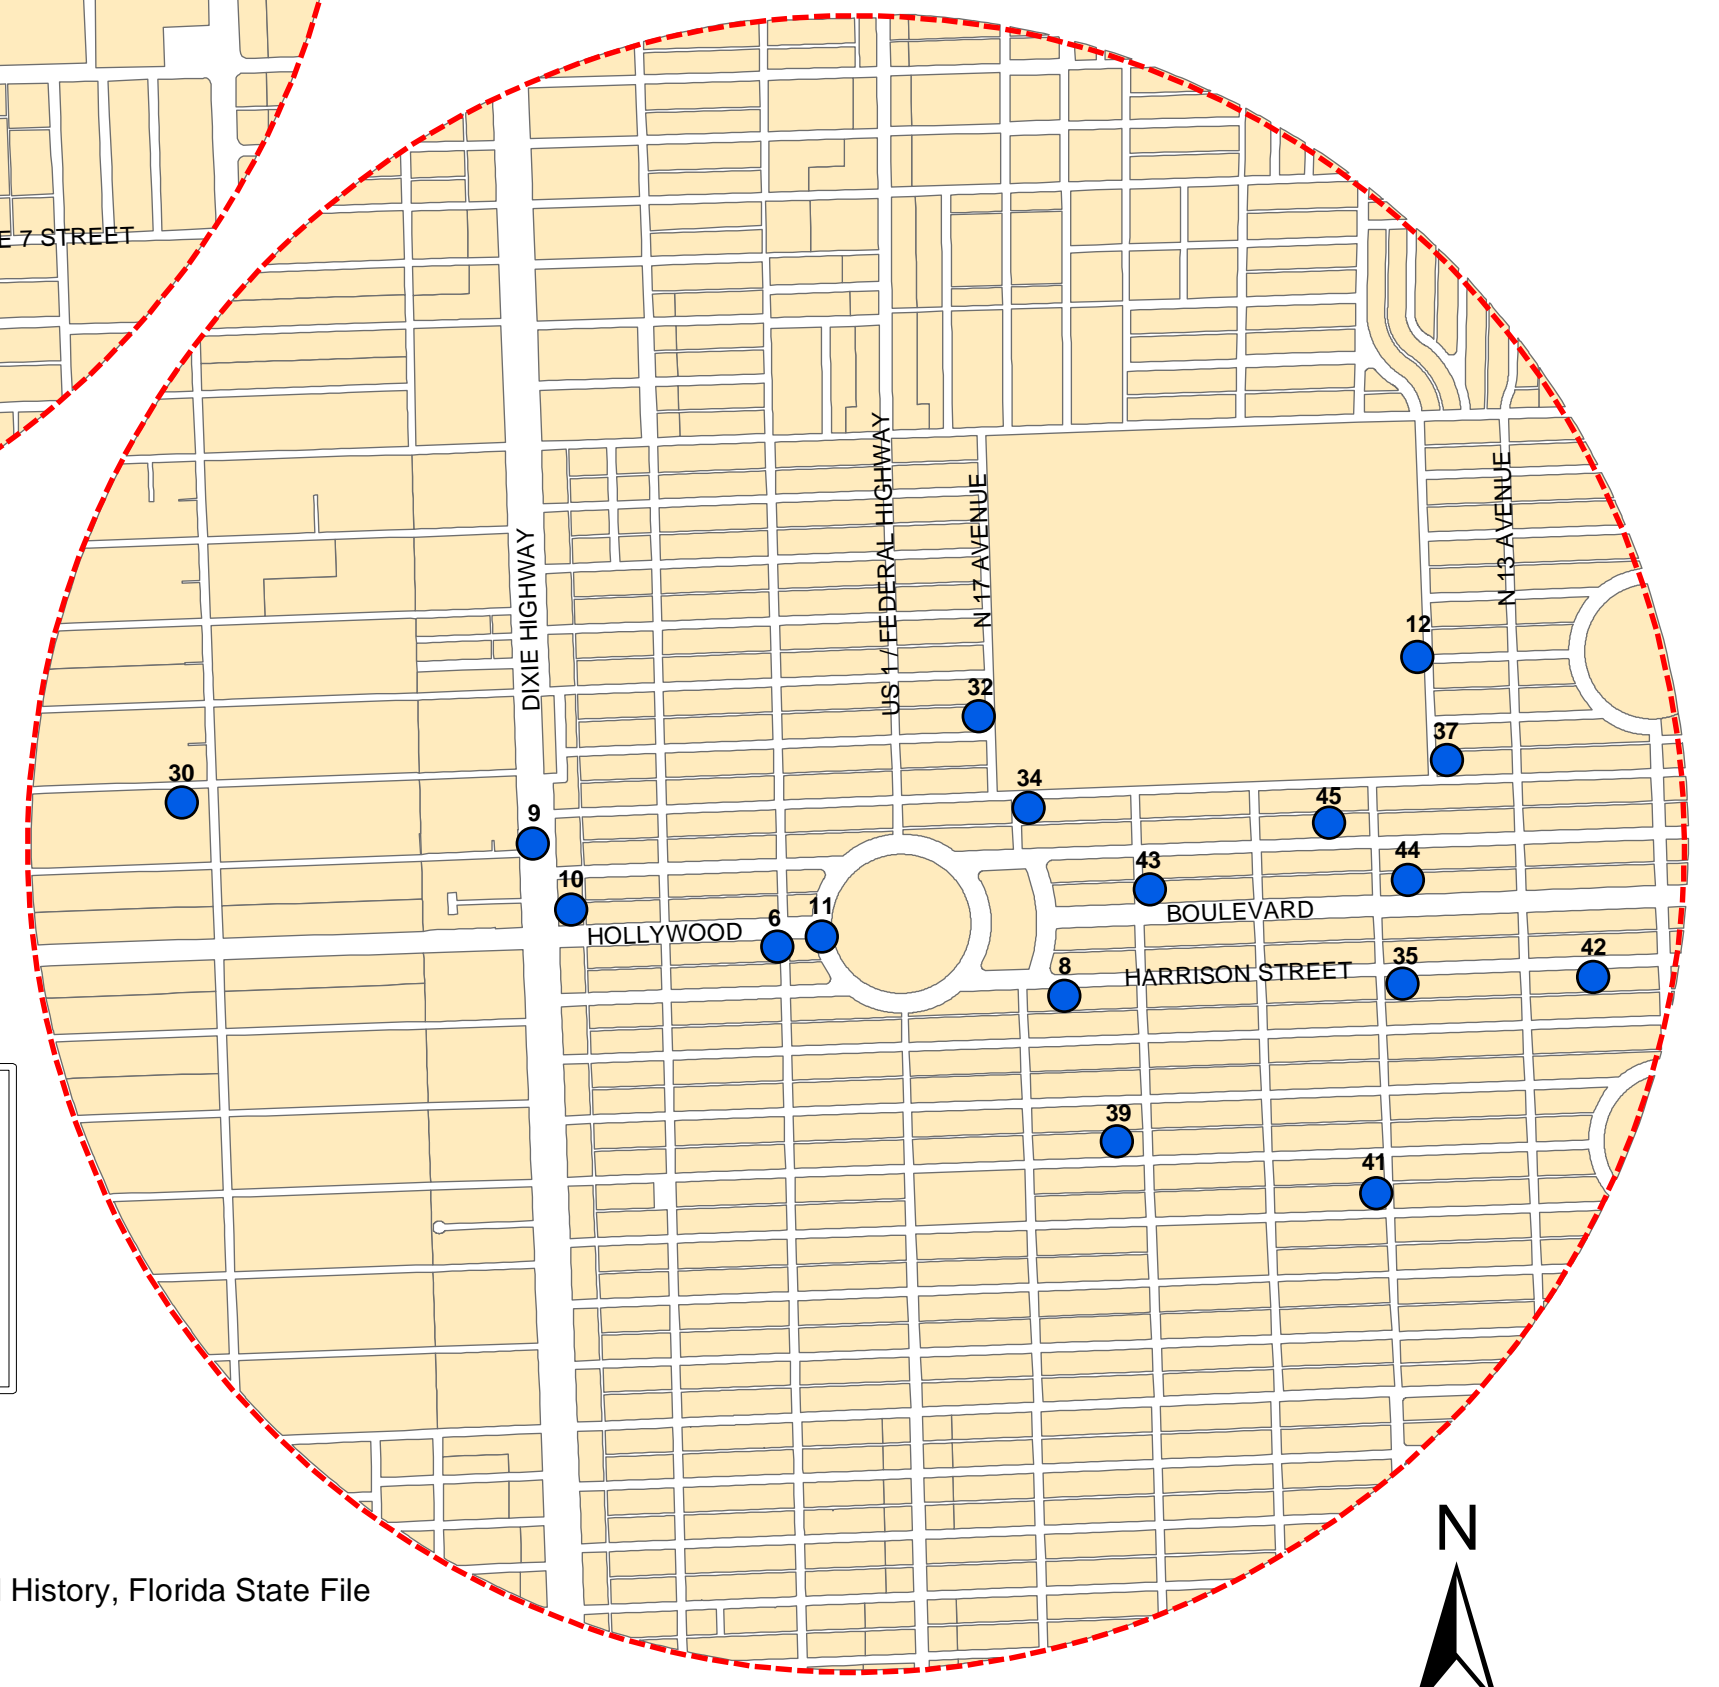 E 7 STREET
US 1 / FEDERAL HIGHWAY
N 17 AVENUE
N 13 AVENUE
DIXIE HIGHWAY
12
32
37
30
34
45
9
43
44
10
11
6
BOULEVARD
HOLLYWOOD
HARRISON STREET
8
35
42
39
41
N
History, Florida State File